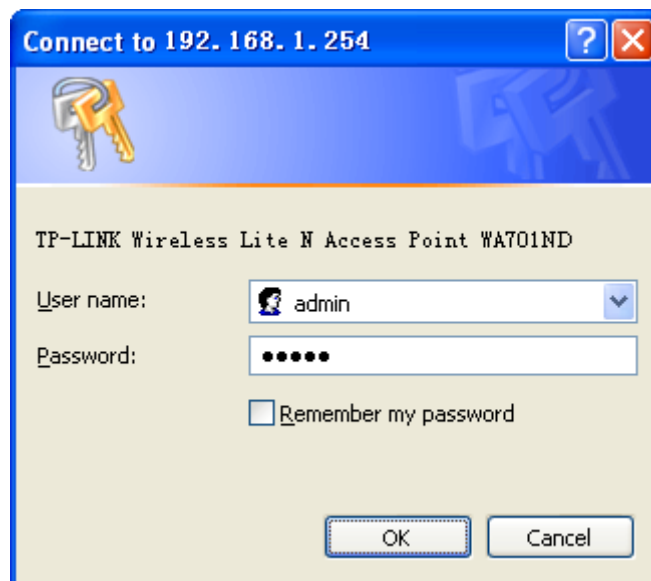 Connect to 192.168.1.254
TP-LINK Wireless Lite N Access Point WA701ND
User name: admin
Password: •••••
Remember my password
OK Cancel